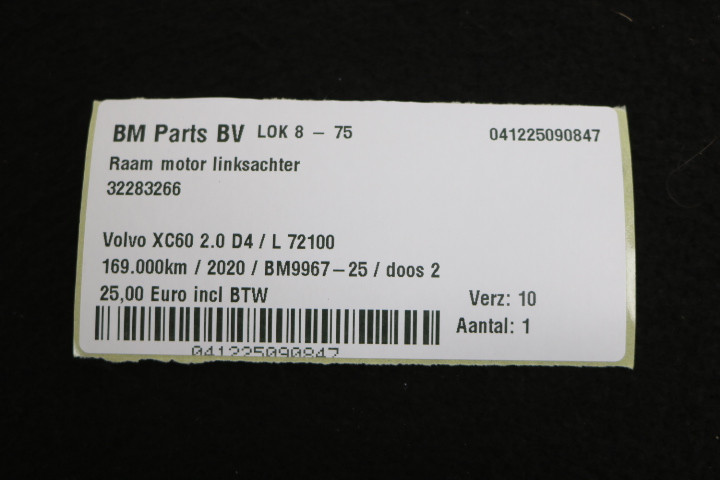 BM Parts BV LOK 8 – 75 041225090847
Raam motor linksachter
32283266
Volvo XC60 2.0 D4 / L 72100
169.000km / 2020 / BM9967–25 / doos 2
25,00 Euro incl BTW Verz: 10
Aantal: 1
041225090847